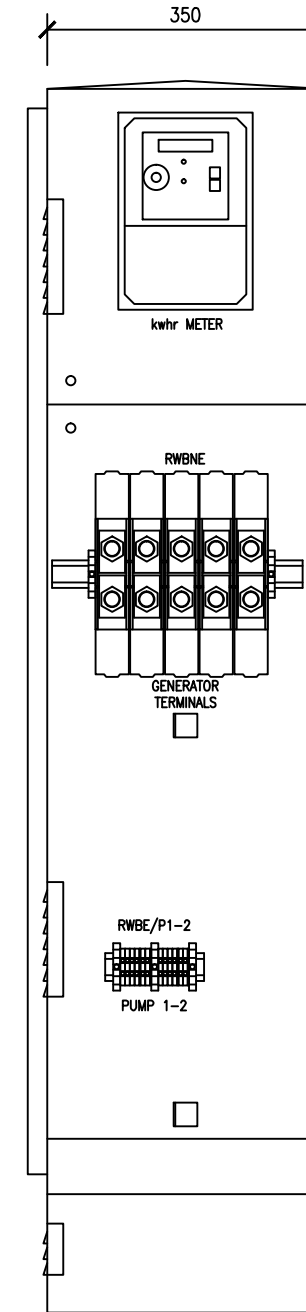 350
kwhr METER
RWBNE
GENERATOR
TERMINALS
RWBE/P1-2
PUMP 1-2